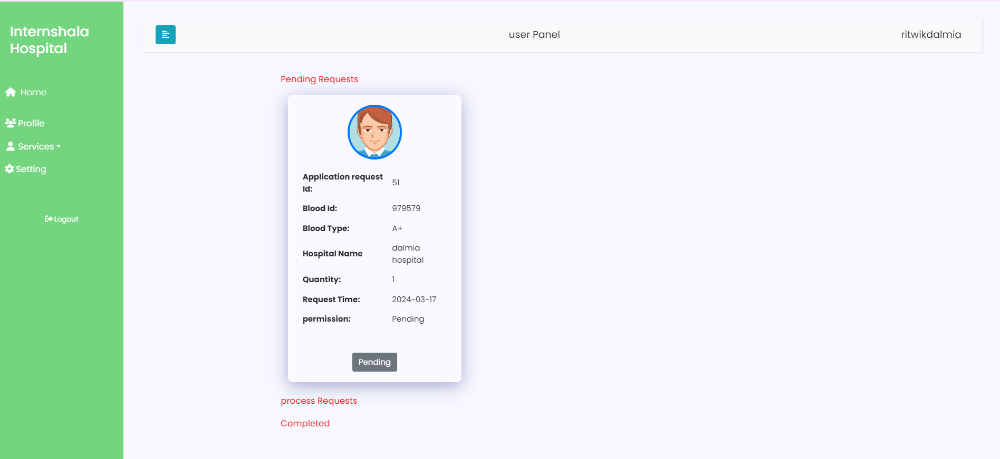 Internshala
Hospital
Home
Profile
Services
Setting
Logout
user Panel
ritwikdalmia
Pending Requests
Application request
Id:
51
Blood Id: 979579
Blood Type: A+
Hospital Name
dalmia
hospital
Quantity: 1
Request Time: 2024-03-17
permission: Pending
Pending
process Requests
Completed